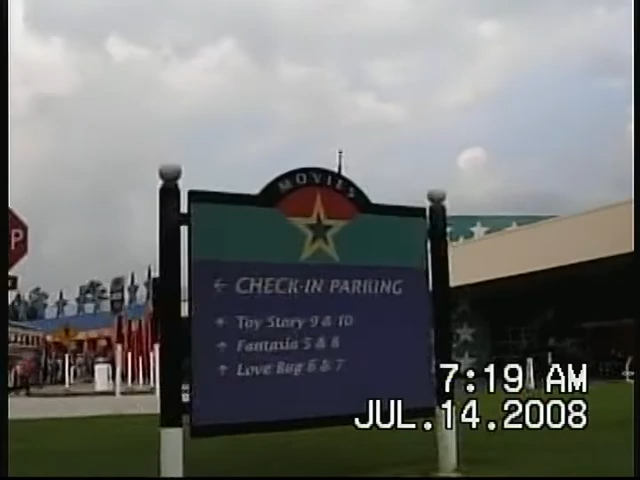 MOVIES
P
← CHECK-IN PARKING
↑ Toy Story 9 & 10
↑ Fantasia 5 & 8
↑ Love Bug 6 & 7
7:19 AM
JUL.14.2008